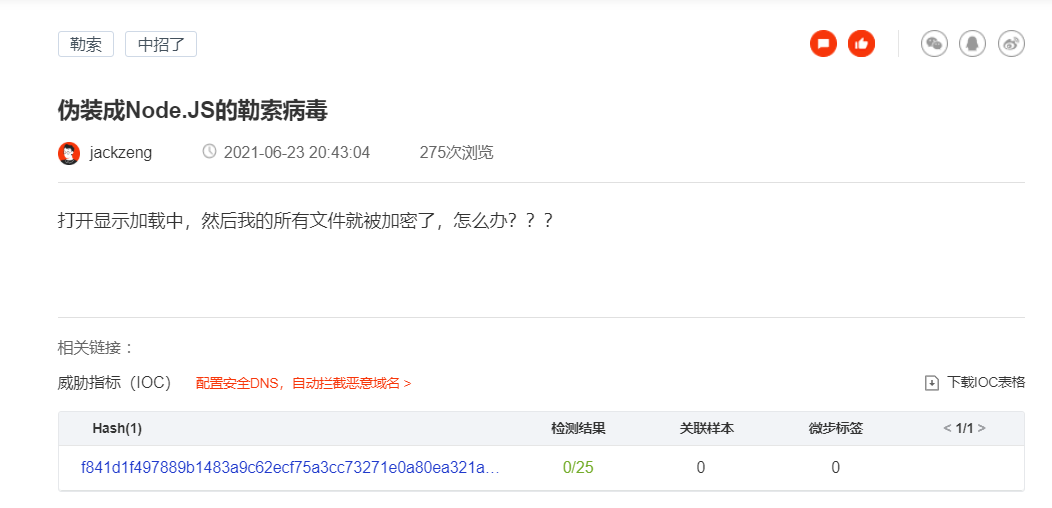 勒索 中招了
伪装成Node.JS的勒索病毒
jackzeng 2021-06-23 20:43:04 275次浏览
打开显示加载中，然后我的所有文件就被加密了，怎么办？？？
相关链接：
威胁指标（IOC） 配置安全DNS，自动拦截恶意域名 > 下载IOC表格
Hash(1) 检测结果 关联样本 微步标签 < 1/1 >
f841d1f497889b1483a9c62ecf75a3cc73271e0a80ea321a... 0/25 0 0